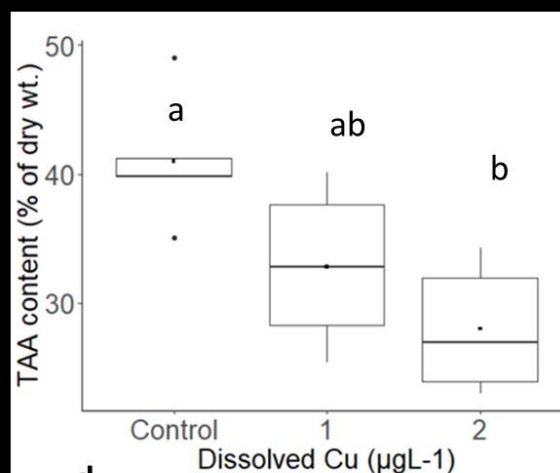 TAA content (% of dry wt.)
50
40
30
a
ab
b
Control 1 2
Dissolved Cu (µgL-1)